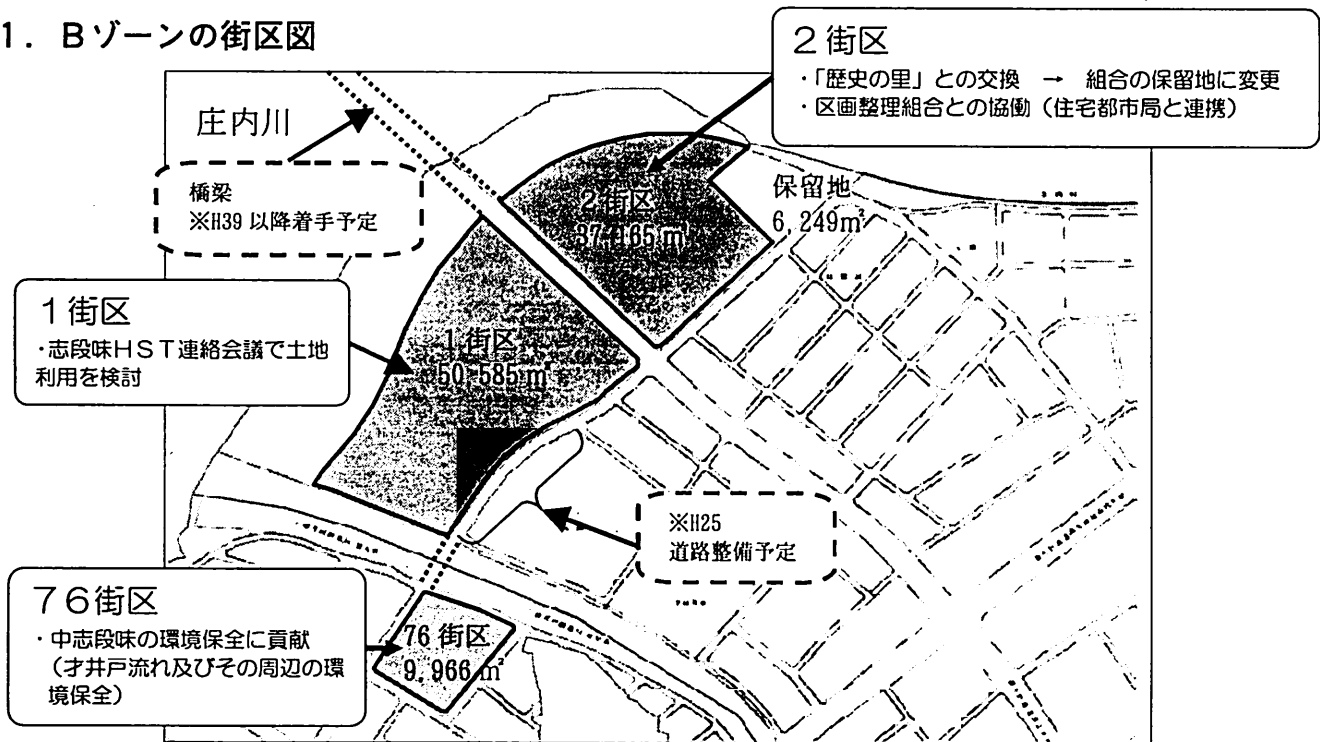 1. Bゾーンの街区図
2街区
・「歴史の里」との交換 → 組合の保留地に変更
・区画整理組合との協働（住宅都市局と連携）
庄内川
橋梁
※H39 以降着手予定
2街区
37,165㎡
保留地
6,249㎡
1街区
・志段味HST連絡会議で土地
利用を検討
1街区
50,585㎡
※H25
道路整備予定
76街区
・中志段味の環境保全に貢献
（才井戸流れ及びその周辺の環
境保全）
76 街区
9,966㎡